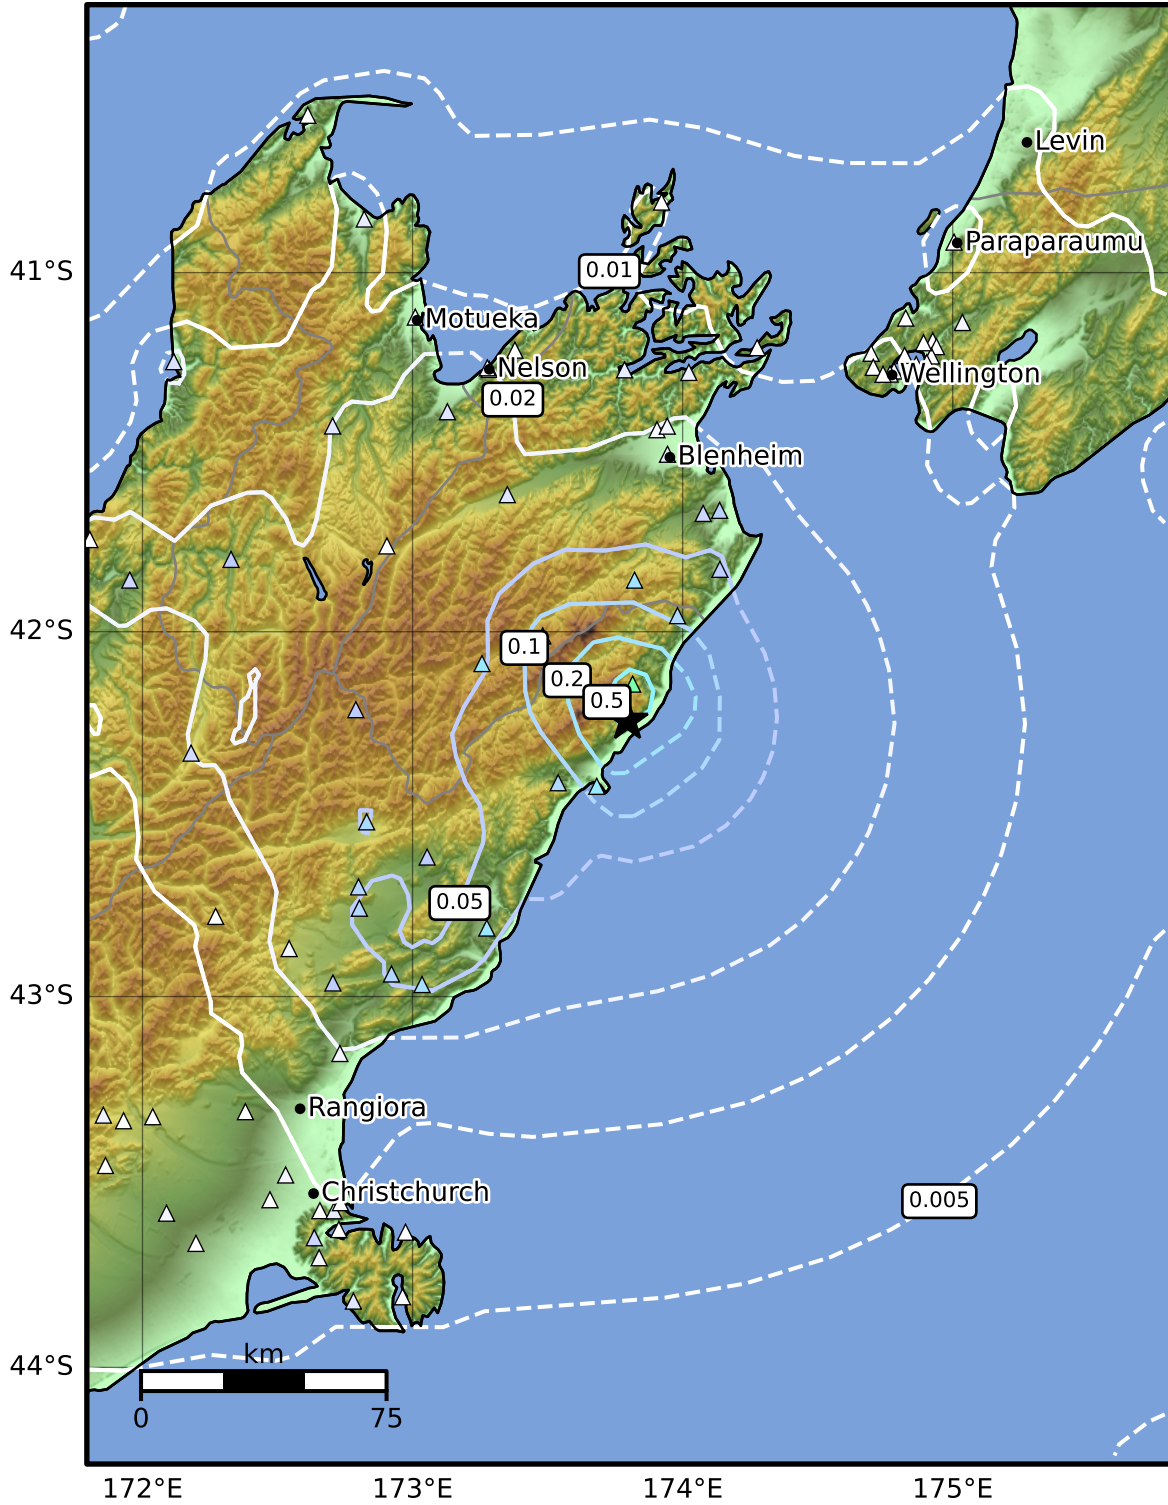 Levin
Paraparaumu
41°S
0.01
Motueka
Nelson
Wellington
0.02
Blenheim
42°S
0.1
0.2
0.5
0.05
43°S
Rangiora
Christchurch
0.005
44°S
km
0
75
172°E
173°E
174°E
175°E